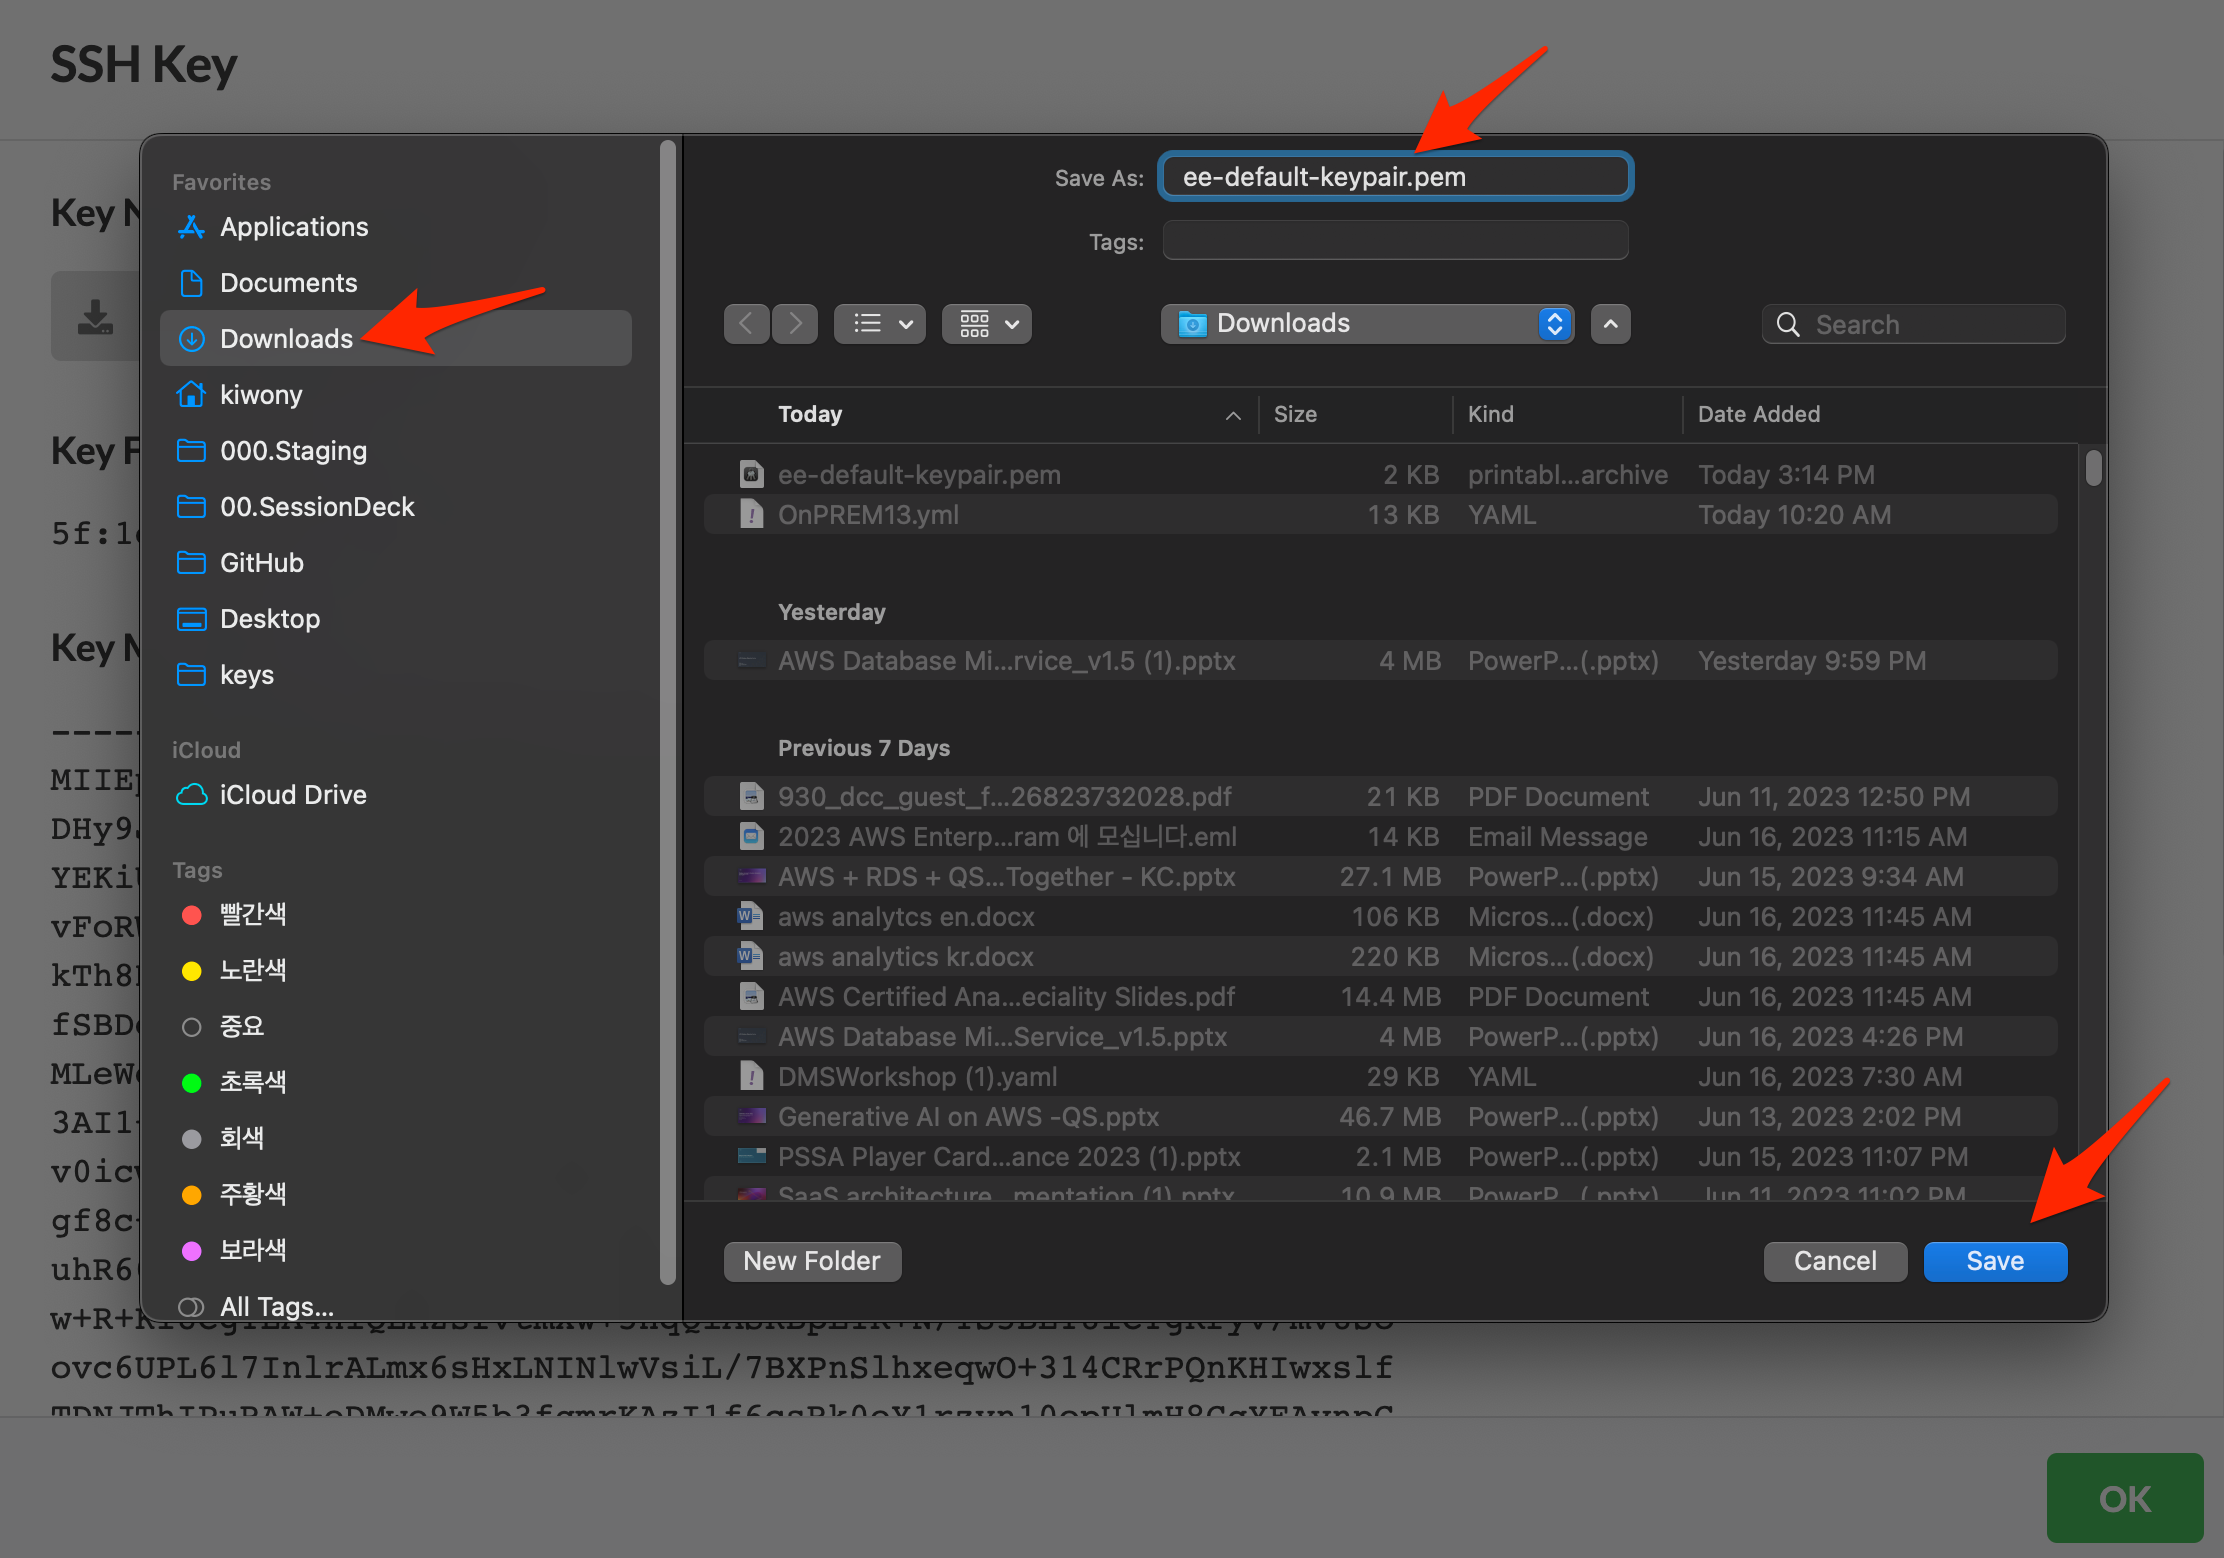 SSH Key
Key N
Key F
5f:1
Key M
-----
MIIEp
DHy9
YEKi
vFoR
kTh8
fSBD
MLeW
3AI1
v0ic
gf8c
uhR6
w+R+K
ovc6UPL6l7InlrALmx6sHxLNINlwVsiL/7BXPnSlhxeqwO+314CRrPQnKHIwxslf
OK
Favorites
Applications
Documents
Downloads
kiwony
000.Staging
00.SessionDeck
GitHub
Desktop
keys
iCloud
iCloud Drive
Tags
빨간색
노란색
중요
초록색
회색
주황색
보라색
All Tags...
Save As: ee-default-keypair.pem
Tags:
Downloads
Search
Today Size Kind Date Added
ee-default-keypair.pem 2 KB printabl...archive Today 3:14 PM
OnPREM13.yml 13 KB YAML Today 10:20 AM
Yesterday
AWS Database Mi...rvice_v1.5 (1).pptx 4 MB PowerP...(.pptx) Yesterday 9:59 PM
Previous 7 Days
930_dcc_guest_f...26823732028.pdf 21 KB PDF Document Jun 11, 2023 12:50 PM
2023 AWS Enterp...ram 에 모십니다.eml 14 KB Email Message Jun 16, 2023 11:15 AM
AWS + RDS + QS...Together - KC.pptx 27.1 MB PowerP...(.pptx) Jun 15, 2023 9:34 AM
aws analytcs en.docx 106 KB Micros...(.docx) Jun 16, 2023 11:45 AM
aws analytics kr.docx 220 KB Micros...(.docx) Jun 16, 2023 11:45 AM
AWS Certified Ana...eciality Slides.pdf 14.4 MB PDF Document Jun 16, 2023 11:45 AM
AWS Database Mi...Service_v1.5.pptx 4 MB PowerP...(.pptx) Jun 16, 2023 4:26 PM
DMSWorkshop (1).yaml 29 KB YAML Jun 16, 2023 7:30 AM
Generative AI on AWS -QS.pptx 46.7 MB PowerP...(.pptx) Jun 13, 2023 2:02 PM
PSSA Player Card...ance 2023 (1).pptx 2.1 MB PowerP...(.pptx) Jun 15, 2023 11:07 PM
SaaS architecture...mentation (1).pptx 10.9 MB PowerP...(.pptx) Jun 11, 2023 11:02 PM
New Folder
Cancel
Save